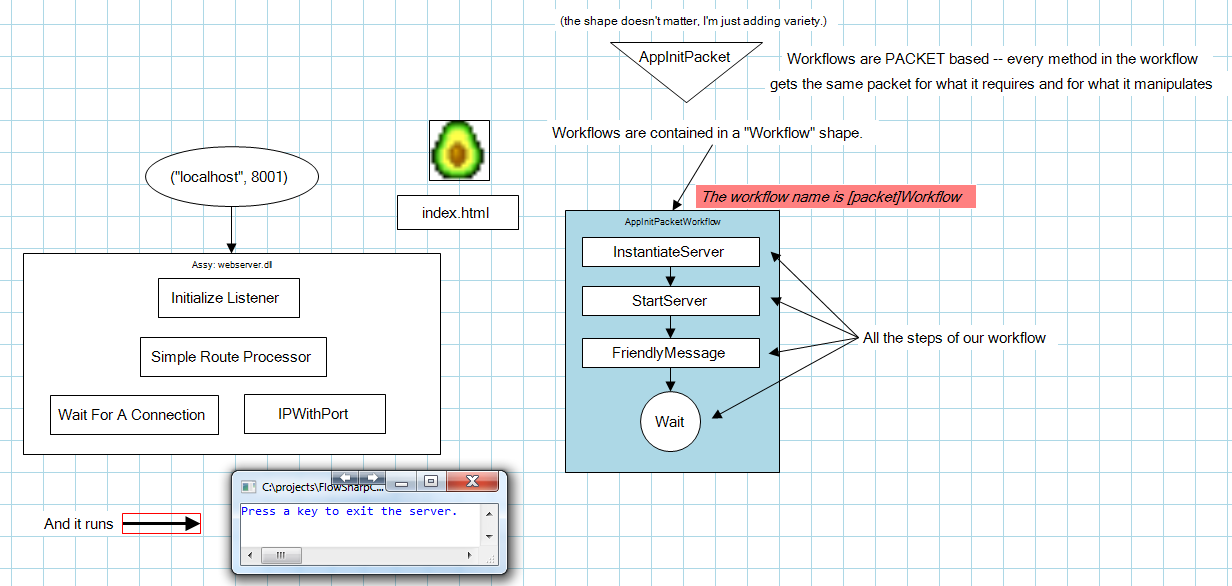 (the shape doesn't matter, I'm just adding variety.)
AppInitPacket
Workflows are PACKET based -- every method in the workflow
gets the same packet for what it requires and for what it manipulates
Workflows are contained in a "Workflow" shape.
("localhost", 8001)
index.html
The workflow name is [packet]Workflow
AppInitPacketWorkflow
InstantiateServer
StartServer
FriendlyMessage
Wait
All the steps of our workflow
Assy: webserver.dll
Initialize Listener
Simple Route Processor
Wait For A Connection
IPWithPort
And it runs
C:\projects\FlowSharpC...
Press a key to exit the server.